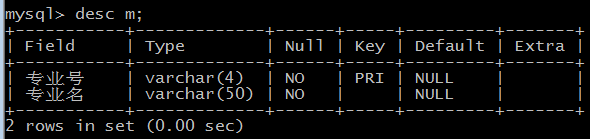 mysql> desc m;
+-----------+-------------+------+-----+---------+-------+
| Field | Type | Null | Key | Default | Extra |
+-----------+-------------+------+-----+---------+-------+
| 专业号 | varchar(4) | NO | PRI | NULL | |
| 专业名 | varchar(50) | NO | | NULL | |
+-----------+-------------+------+-----+---------+-------+
2 rows in set (0.00 sec)